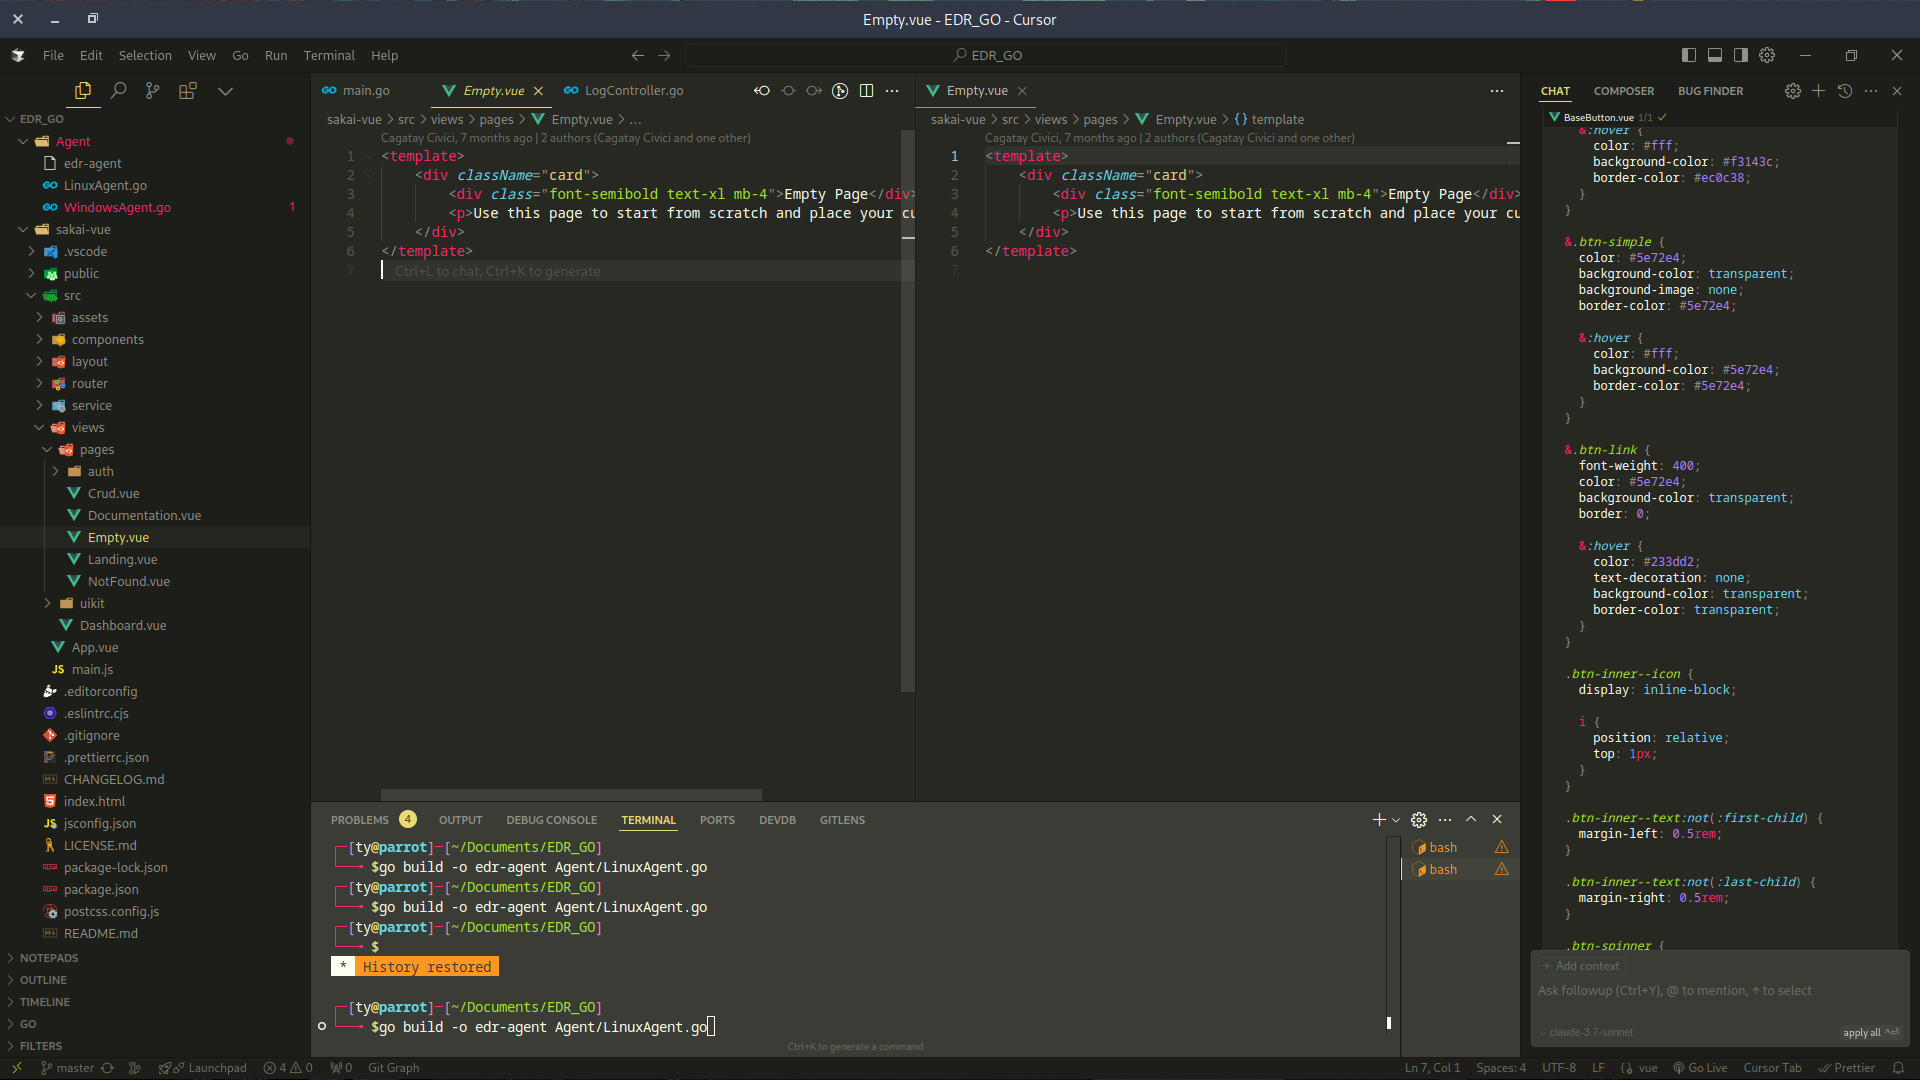 Empty.vue - EDR_GO - Cursor
File Edit Selection View Go Run Terminal Help
EDR_GO
EDR_GO
Agent
edr-agent
LinuxAgent.go
WindowsAgent.go 1
sakai-vue
.vscode
public
src
assets
components
layout
router
service
views
pages
auth
Crud.vue
Documentation.vue
Empty.vue
Landing.vue
NotFound.vue
uikit
Dashboard.vue
App.vue
JS main.js
.editorconfig
.eslintrc.cjs
.gitignore
.prettierrc.json
CHANGELOG.md
index.html
jsconfig.json
LICENSE.md
package-lock.json
package.json
postcss.config.js
README.md
NOTEPADS
OUTLINE
TIMELINE
GO
FILTERS
main.go Empty.vue LogController.go
sakai-vue > src > views > pages > Empty.vue > ...
Cagatay Civici, 7 months ago | 2 authors (Cagatay Civici and one other)
1 <template>
2 <div className="card">
3 <div class="font-semibold text-xl mb-4">Empty Page</div>
4 <p>Use this page to start from scratch and place your cu
5 </div>
6 </template>
7 Ctrl+L to chat, Ctrl+K to generate
Empty.vue
sakai-vue > src > views > pages > Empty.vue > {} template
Cagatay Civici, 7 months ago | 2 authors (Cagatay Civici and one other)
1 <template>
2 <div className="card">
3 <div class="font-semibold text-xl mb-4">Empty Page</div>
4 <p>Use this page to start from scratch and place your cu
5 </div>
6 </template>
7
PROBLEMS 4 OUTPUT DEBUG CONSOLE TERMINAL PORTS DEVDB GITLENS
[ty@parrot]-[~/Documents/EDR_GO]
$go build -o edr-agent Agent/LinuxAgent.go
[ty@parrot]-[~/Documents/EDR_GO]
$go build -o edr-agent Agent/LinuxAgent.go
[ty@parrot]-[~/Documents/EDR_GO]
$
* History restored
[ty@parrot]-[~/Documents/EDR_GO]
$go build -o edr-agent Agent/LinuxAgent.go
Ctrl+K to generate a command
bash
bash
CHAT COMPOSER BUG FINDER
BaseButton.vue 1/1
&:hover {
color: #fff;
background-color: #f3143c;
border-color: #ec0c38;
}
}
&.btn-simple {
color: #5e72e4;
background-color: transparent;
background-image: none;
border-color: #5e72e4;
&:hover {
color: #fff;
background-color: #5e72e4;
border-color: #5e72e4;
}
}
&.btn-link {
font-weight: 400;
color: #5e72e4;
background-color: transparent;
border: 0;
&:hover {
color: #233dd2;
text-decoration: none;
background-color: transparent;
border-color: transparent;
}
}
.btn-inner--icon {
display: inline-block;
i {
position: relative;
top: 1px;
}
}
.btn-inner--text:not(:first-child) {
margin-left: 0.5rem;
}
.btn-inner--text:not(:last-child) {
margin-right: 0.5rem;
}
.btn-spinner {
+ Add context
Ask followup (Ctrl+Y), @ to mention, ↑ to select
claude-3.7-sonnet
apply all
master Launchpad 4 0 0 Git Graph
Ln 7, Col 1 Spaces: 4 UTF-8 LF {} vue Go Live Cursor Tab Prettier